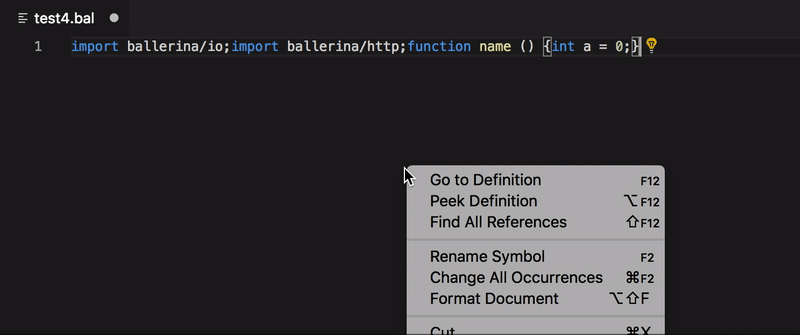 test4.bal
1 import ballerina/io;import ballerina/http;function name () {int a = 0;}
Go to Definition F12
Peek Definition ⌥F12
Find All References ⇧F12
Rename Symbol F2
Change All Occurrences ⌘F2
Format Document ⌥⇧F
Cut ⌘X